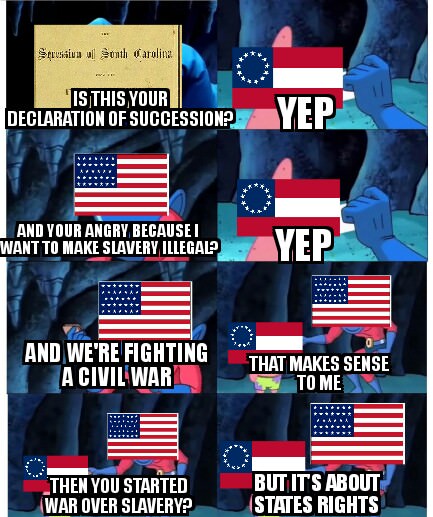 Secession of South Carolina
IS THIS YOUR
DECLARATION OF SUCCESSION?
YEP
AND YOUR ANGRY BECAUSE I
WANT TO MAKE SLAVERY ILLEGAL?
YEP
AND WE'RE FIGHTING
A CIVIL WAR
THAT MAKES SENSE
TO ME
THEN YOU STARTED
WAR OVER SLAVERY?
BUT IT'S ABOUT
STATES RIGHTS